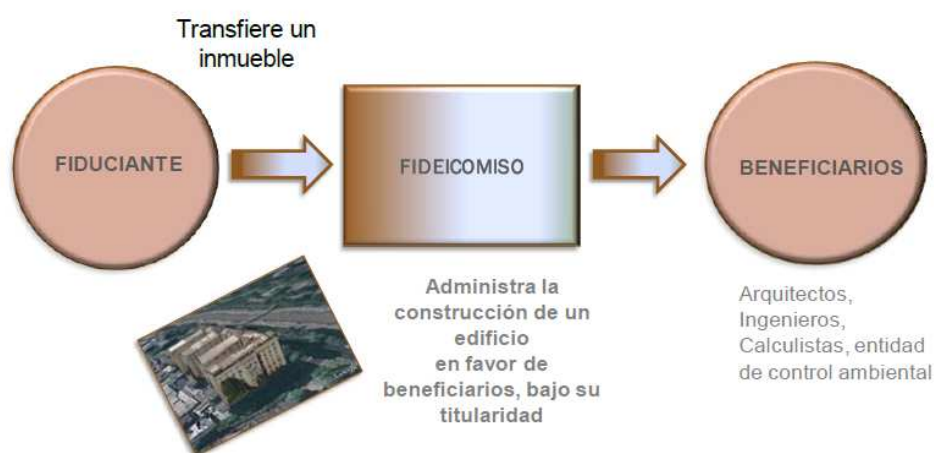 Transfiere un
inmueble
FIDUCIANTE
FIDEICOMISO
BENEFICIARIOS
Administra la
construcción de un
edificio
en favor de
beneficiarios, bajo su
titularidad
Arquitectos,
Ingenieros,
Calculistas, entidad
de control ambiental